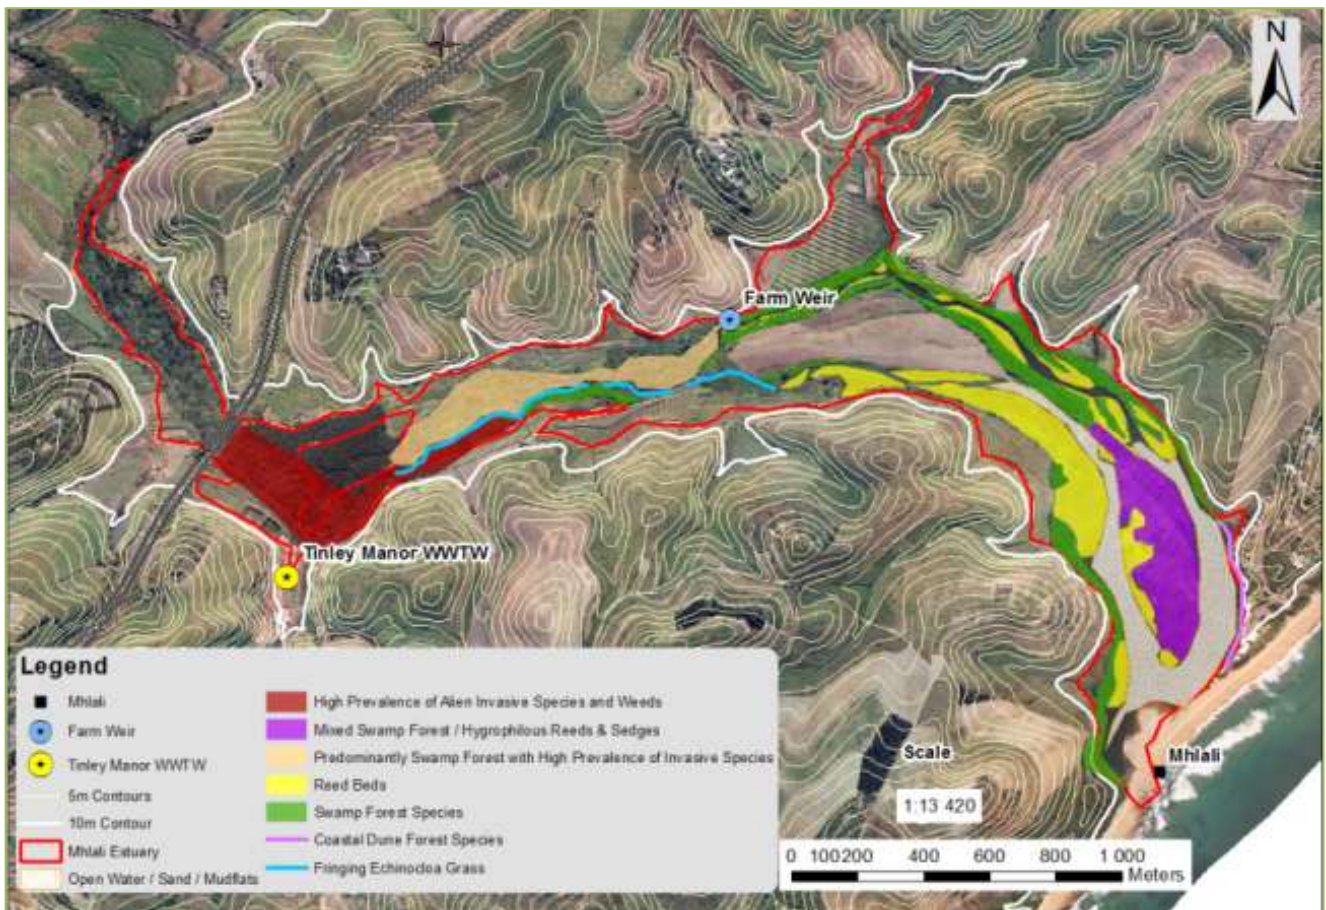 N
Farm Weir
Tinley Manor WWTW
Mhlali
Legend
Mhlali
Farm Weir
Tinley Manor WWTW
5m Contours
10m Contour
Mhlali Estuary
Open Water / Sand / Mudflats
High Prevalence of Alien Invasive Species and Weeds
Mixed Swamp Forest / Hygrophilous Reeds & Sedges
Predominantly Swamp Forest with High Prevalence of Invasive Species
Reed Beds
Swamp Forest Species
Coastal Dune Forest Species
Fringing Echinocloa Grass
Scale
1:13 420
0 100 200 400 600 800 1 000
Meters